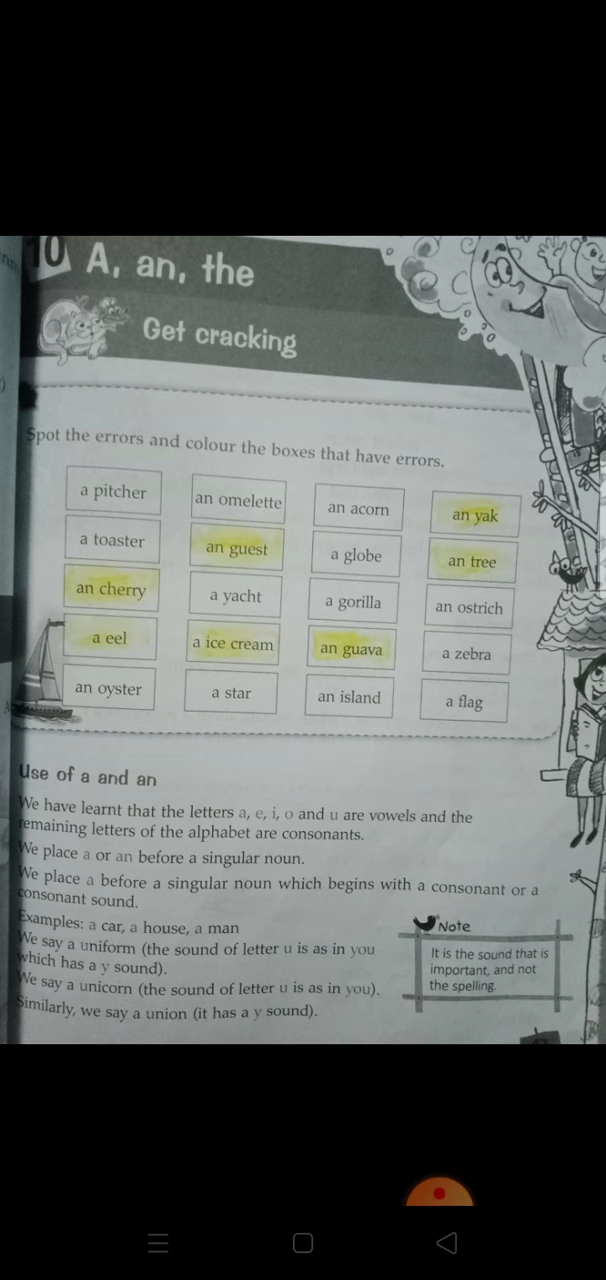 10 A, an, the
Get cracking
Spot the errors and colour the boxes that have errors.
a pitcher an omelette an acorn an yak
a toaster an guest a globe an tree
an cherry a yacht a gorilla an ostrich
a eel a ice cream an guava a zebra
an oyster a star an island a flag
Use of a and an
We have learnt that the letters a, e, i, o and u are vowels and the
remaining letters of the alphabet are consonants.
We place a or an before a singular noun.
We place a before a singular noun which begins with a consonant or a
consonant sound.
Examples: a car, a house, a man
We say a uniform (the sound of letter u is as in you
which has a y sound).
We say a unicorn (the sound of letter u is as in you).
Similarly, we say a union (it has a y sound).
Note
It is the sound that is
important, and not
the spelling.